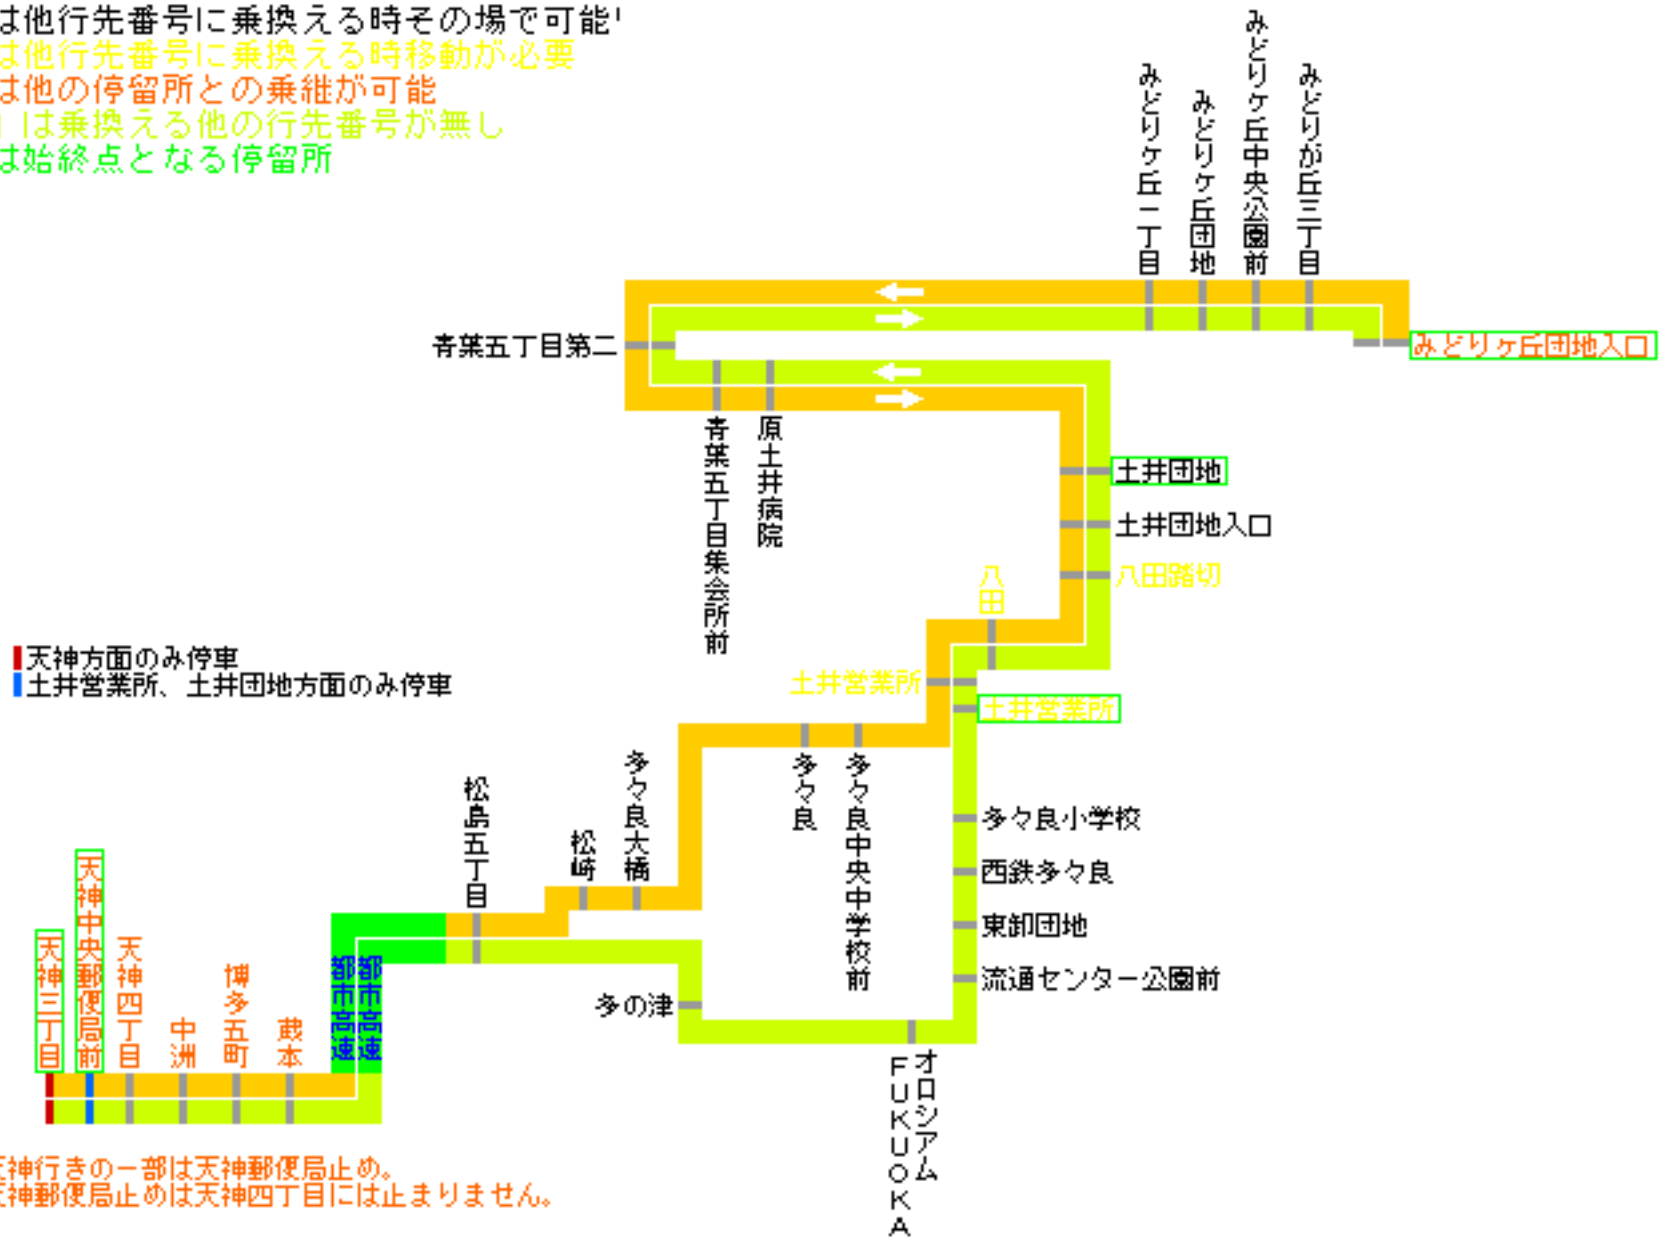 は他行先番号に乗換える時その場で可能
は他行先番号に乗換える時移動が必要
は他の停留所との乗継が可能
は乗換える他の行先番号が無し
は始終点となる停留所
みどりヶ丘二丁目
みどりヶ丘団地
みどりケ丘中央公園前
みどりが丘三丁目
みどりヶ丘団地入口
青葉五丁目第二
青葉五丁目集会所前
原土井病院
土井団地
土井団地入口
八田踏切
八田
土井営業所
土井営業所
天神方面のみ停車
土井営業所、土井団地方面のみ停車
多々良
多々良中央中学校前
多々良小学校
西鉄多々良
東卸団地
流通センター公園前
松島五丁目
松崎
多々良大橋
多の津
オロシアム
FUKUOKA
天神三丁目
天神中央郵便局前
天神四丁目
中洲
博多五町
蔵本
都市高速
都市高速
天神行きの一部は天神郵便局止め。
天神郵便局止めは天神四丁目には止まりません。